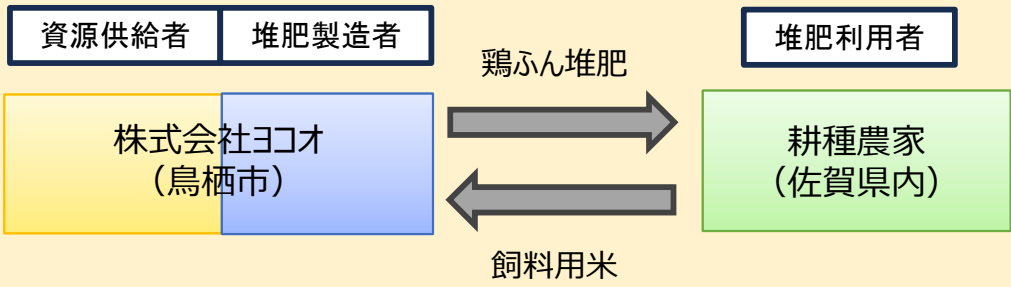 資源供給者
堆肥製造者
堆肥利用者
鶏ふん堆肥
株式会社ヨコオ
（鳥栖市）
耕種農家
（佐賀県内）
飼料用米